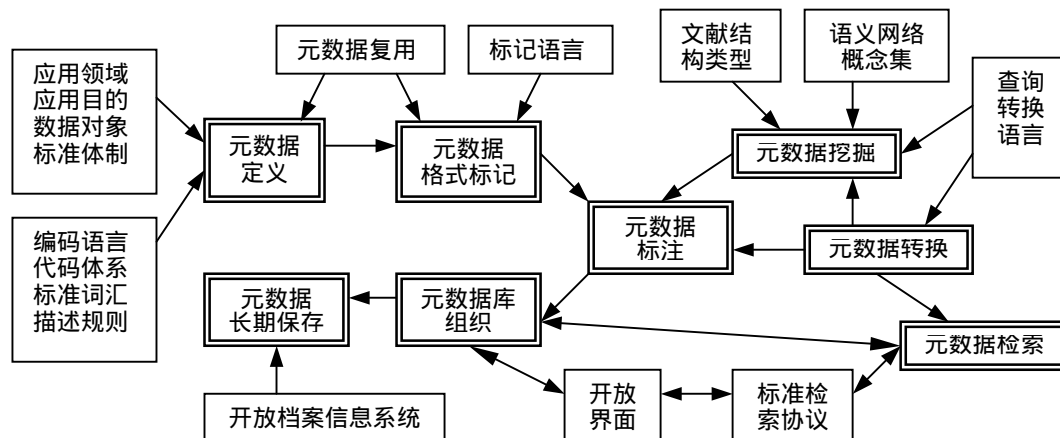 元数据复用
标记语言
文献结
构类型
语义网络
概念集
应用领域
应用目的
数据对象
标准体制
查询
转换
语言
元数据
定义
元数据
格式标记
元数据挖掘
编码语言
代码体系
标准词汇
描述规则
元数据
标注
元数据转换
元数据
长期保存
元数据库
组织
元数据检索
开放档案信息系统
开放
界面
标准检
索协议